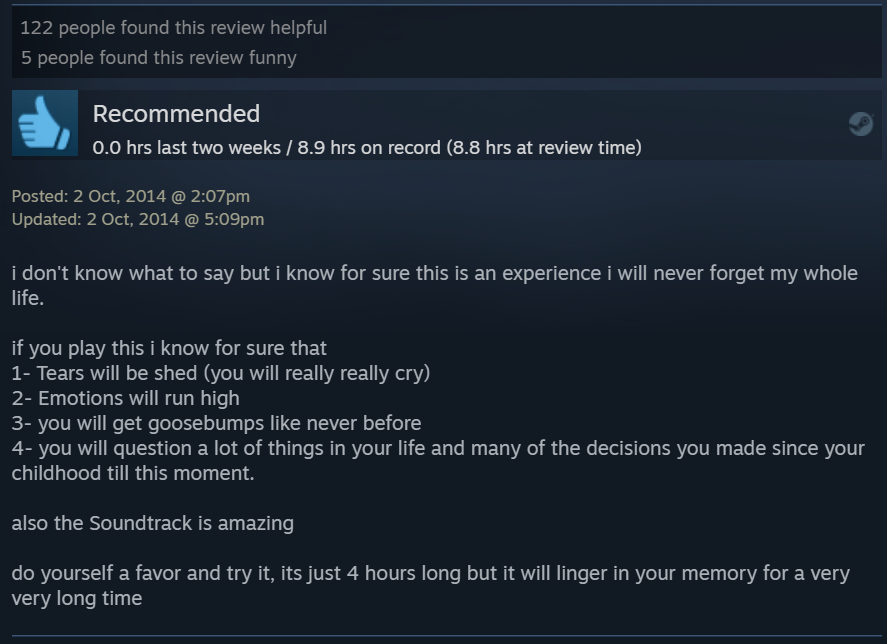 122 people found this review helpful
5 people found this review funny
Recommended
0.0 hrs last two weeks / 8.9 hrs on record (8.8 hrs at review time)
Posted: 2 Oct, 2014 @ 2:07pm
Updated: 2 Oct, 2014 @ 5:09pm
i don't know what to say but i know for sure this is an experience i will never forget my whole
life.
if you play this i know for sure that
1- Tears will be shed (you will really really cry)
2- Emotions will run high
3- you will get goosebumps like never before
4- you will question a lot of things in your life and many of the decisions you made since your
childhood till this moment.
also the Soundtrack is amazing
do yourself a favor and try it, its just 4 hours long but it will linger in your memory for a very
very long time